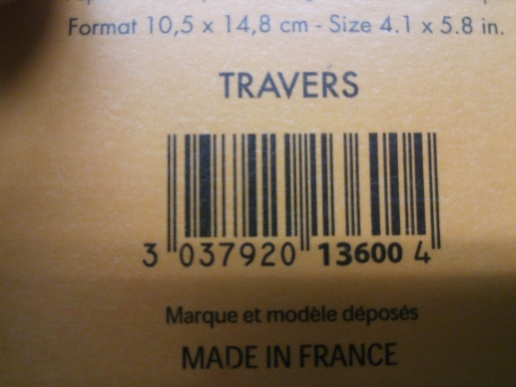 Format 10,5 x 14,8 cm - Size 4.1 x 5.8 in.
TRAVERS
3 037920 13600 4
Marque et modèle déposés
MADE IN FRANCE